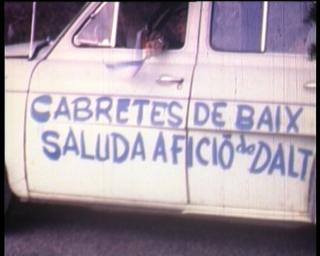 CABRETES DE BAIX
SALUDA AFICIÓ de DALT